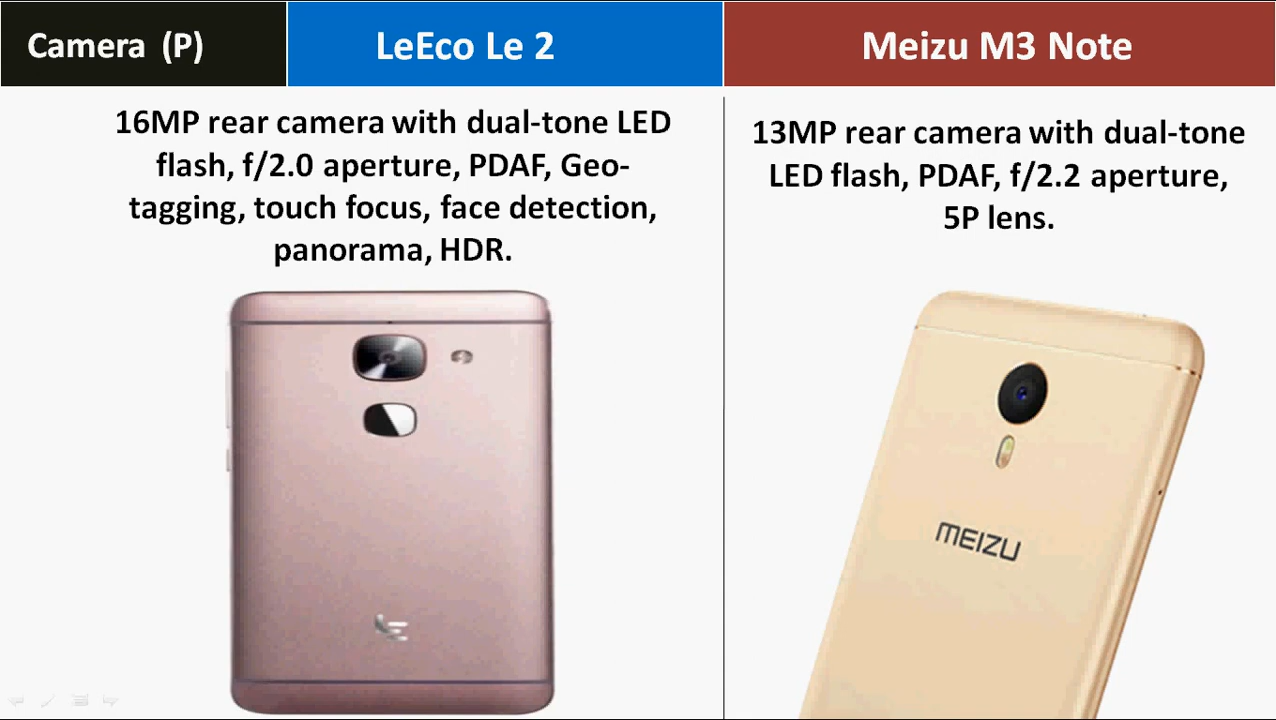 Camera (P)
LeEco Le 2
Meizu M3 Note
16MP rear camera with dual-tone LED
flash, f/2.0 aperture, PDAF, Geo-
tagging, touch focus, face detection,
panorama, HDR.
13MP rear camera with dual-tone
LED flash, PDAF, f/2.2 aperture,
5P lens.
LE
MEIZU